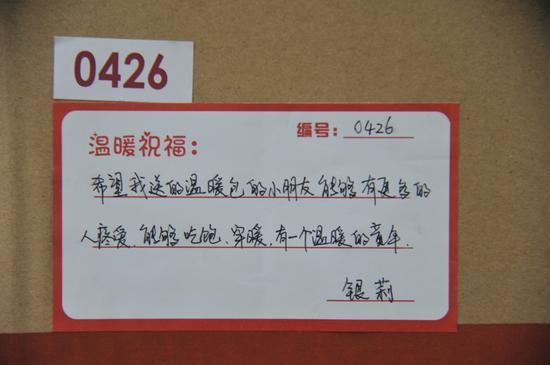 0426
编号: 0426
温暖祝福:
希望我送的温暖包的小朋友能够有更多的
人疼爱,能够吃饱、穿暖,有一个温暖的童年.
银莉